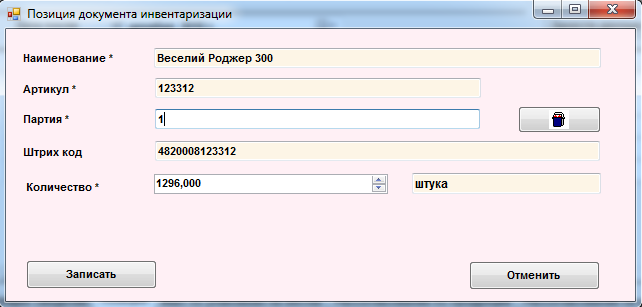 Позиция документа инвентаризации
Наименование * Веселий Роджер 300
Артикул * 123312
Партия * 1
Штрих код 4820008123312
Количество * 1296,000 штука
Записать Отменить